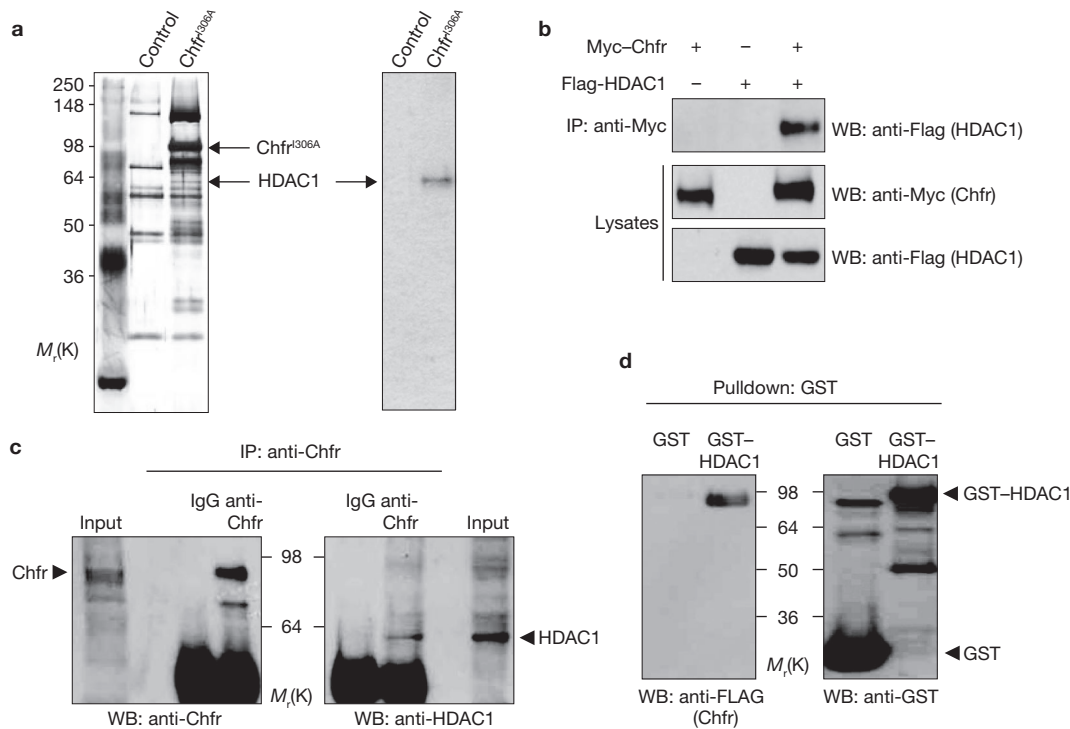 a
Control
Chfr^I306A
Control
Chfr^I306A
250
148
98
64
50
36
Mr(K)
Chfr^I306A
HDAC1
b
Myc–Chfr + – +
Flag-HDAC1 – + +
IP: anti-Myc
WB: anti-Flag (HDAC1)
Lysates
WB: anti-Myc (Chfr)
WB: anti-Flag (HDAC1)
c
IP: anti-Chfr
Input
IgG anti-
Chfr
IgG anti-
Chfr
Input
Chfr
98
64
Mr(K)
HDAC1
WB: anti-Chfr
WB: anti-HDAC1
d
Pulldown: GST
GST
GST–
HDAC1
GST
GST–
HDAC1
98
64
50
36
Mr(K)
GST–HDAC1
GST
WB: anti-FLAG
(Chfr)
WB: anti-GST